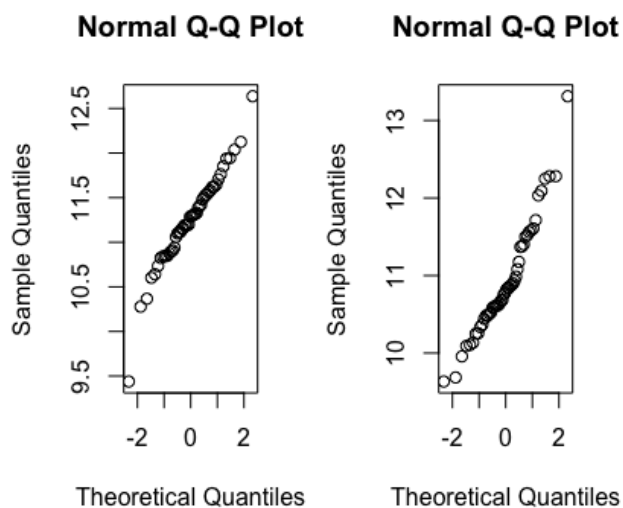 Normal Q-Q Plot
Sample Quantiles
12.5
11.5
10.5
9.5
-2 0 2
Theoretical Quantiles
Normal Q-Q Plot
Sample Quantiles
13
12
11
10
-2 0 2
Theoretical Quantiles